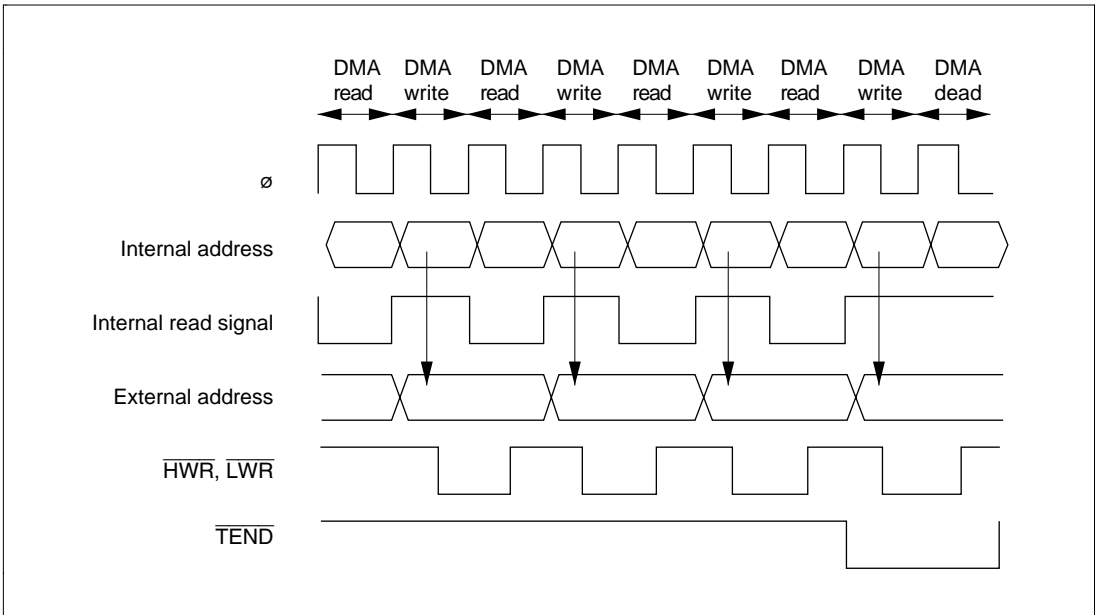 DMA DMA DMA DMA DMA DMA DMA DMA DMA
read write read write read write read write dead
ø
Internal address
Internal read signal
External address
HWR, LWR
TEND